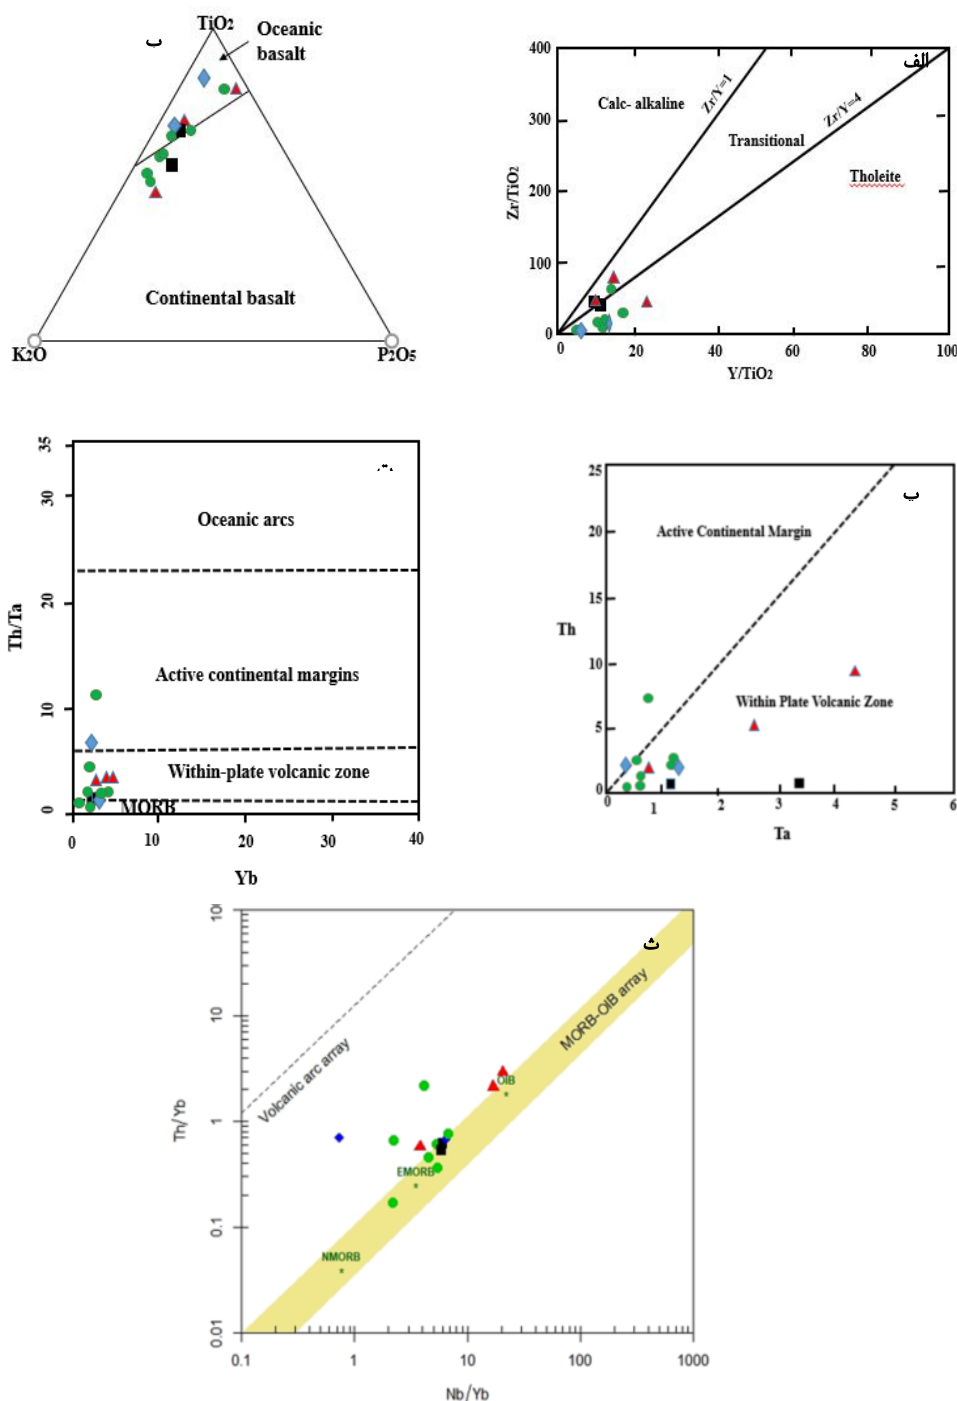 TiO2
ب
Oceanic
basalt
Continental basalt
K2O
P2O5
الف
400
300
200
100
0
Zr/TiO2
Calc- alkaline
Zr/Y=1
Transitional
Zr/Y=4
Tholeite
0
20
40
60
80
100
Y/TiO2
35
30
20
10
0
Th/Ta
ت
Oceanic arcs
Active continental margins
Within-plate volcanic zone
MORB
0
10
20
30
40
Yb
25
20
15
10
5
0
Th
پ
Active Continental Margin
Within Plate Volcanic Zone
1
2
3
4
5
6
Ta
10
10
1
0.1
0.01
Th/Yb
ث
Volcanic arc array
MORB-OIB array
OIB
EMORB
NMORB
0.1
1
10
100
1000
Nb/Yb